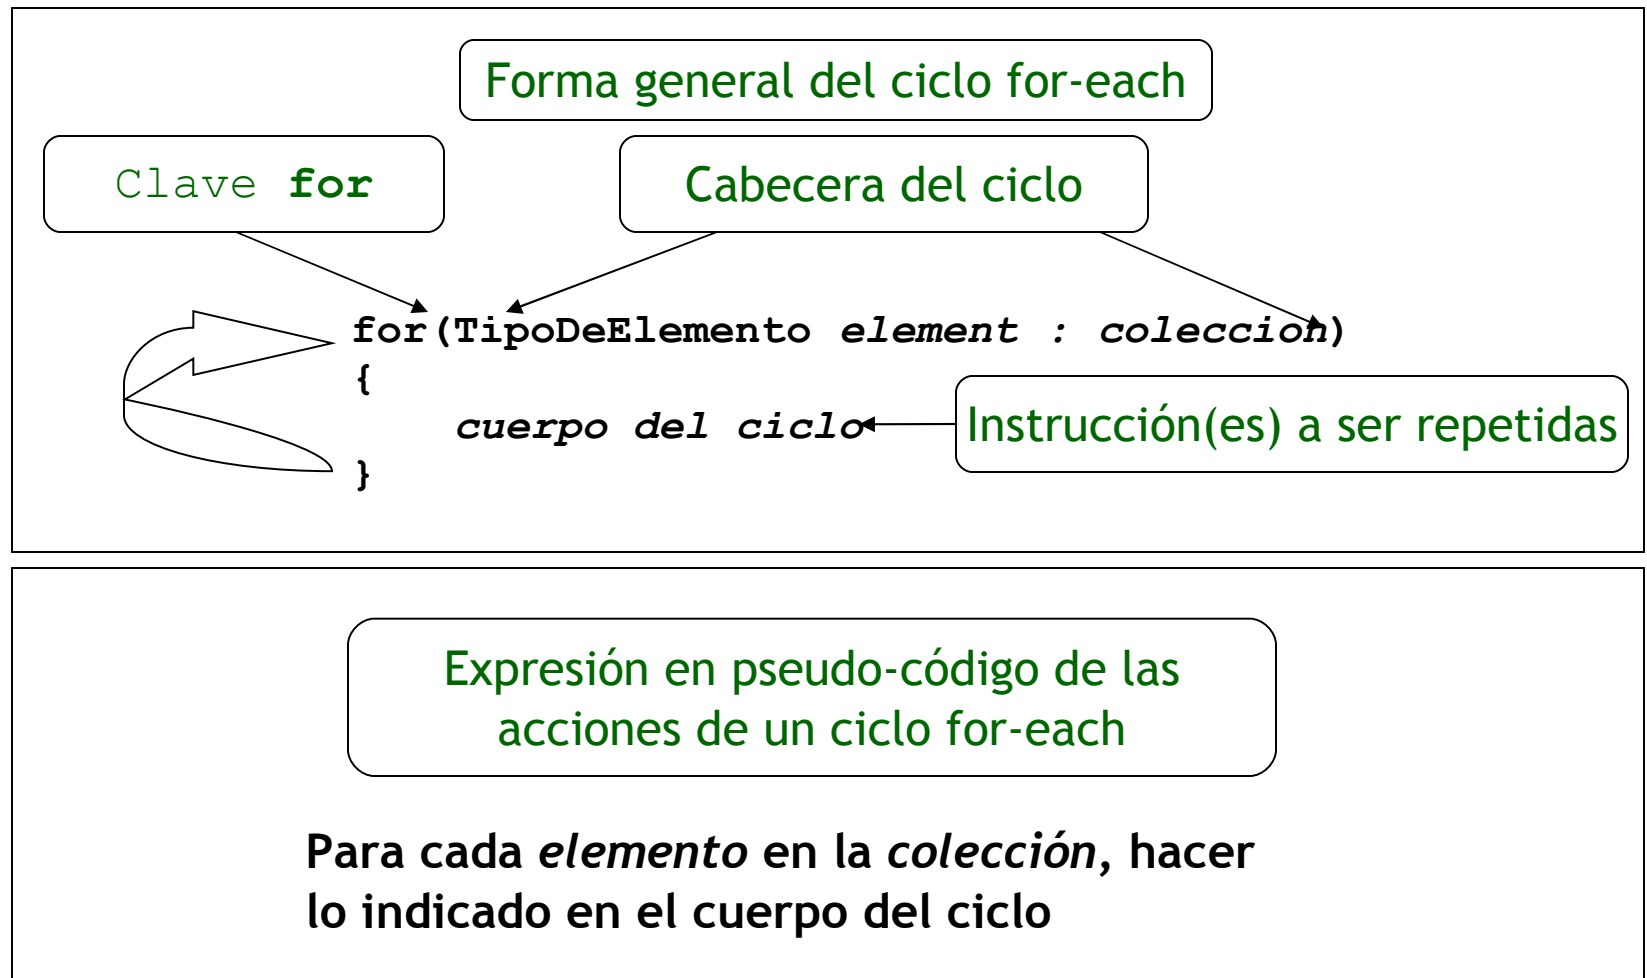 Forma general del ciclo for-each
Clave for
Cabecera del ciclo
for(TipoDeElemento element : coleccion)
{
cuerpo del ciclo
Instrucción(es) a ser repetidas
}
Expresión en pseudo-código de las
acciones de un ciclo for-each
Para cada elemento en la colección, hacer
lo indicado en el cuerpo del ciclo